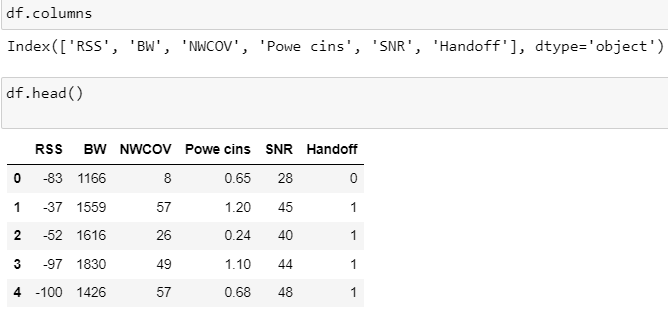 df.columns
Index(['RSS', 'BW', 'NWCOV', 'Powe cins', 'SNR', 'Handoff'], dtype='object')
df.head()
RSS BW NWCOV Powe cins SNR Handoff
0 -83 1166 8 0.65 28 0
1 -37 1559 57 1.20 45 1
2 -52 1616 26 0.24 40 1
3 -97 1830 49 1.10 44 1
4 -100 1426 57 0.68 48 1